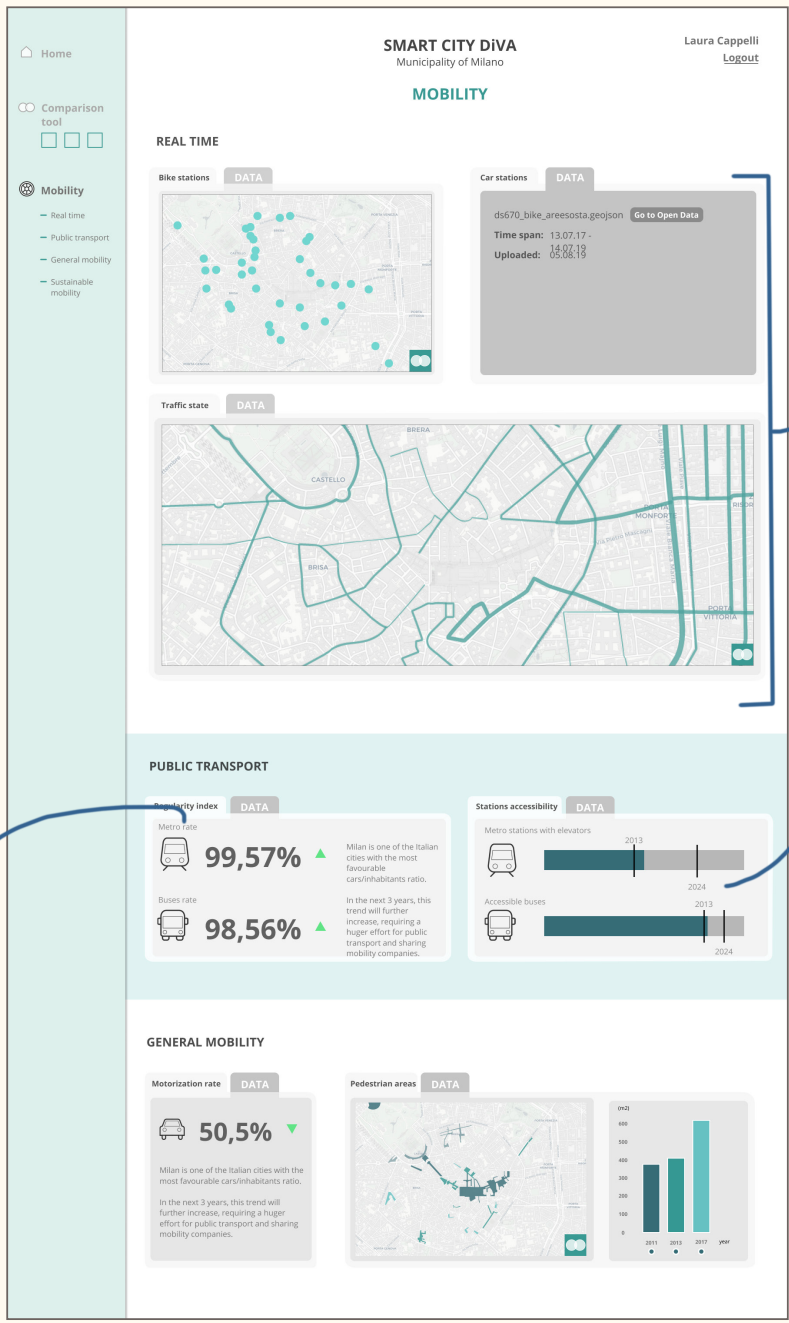 Home
Comparison
tool
Mobility
Real time
Public transport
General mobility
Sustainable
mobility
SMART CITY DiVA
Municipality of Milano
Laura Cappelli
Logout
MOBILITY
REAL TIME
Bike stations
DATA
Car stations
DATA
ds670_bike_areesosta.geojson
Go to Open Data
Time span: 13.07.17 -
14.07.19
Uploaded: 05.08.19
Traffic state
DATA
BRERA
CASTELLO
BRISA
PORTA
MONFORTE
Via Pietro Mascagni
RISOR
PORTA
VITTORIA
PUBLIC TRANSPORT
Regularity index
DATA
Metro rate
99,57%
Buses rate
98,56%
Milan is one of the Italian
cities with the most
favourable
cars/inhabitants ratio.
In the next 3 years, this
trend will further
increase, requiring a
huger effort for public
transport and sharing
mobility companies.
Stations accessibility
DATA
Metro stations with elevators
2013
2024
Accessible buses
2013
2024
GENERAL MOBILITY
Motorization rate
DATA
50,5%
Milan is one of the Italian cities with the
most favourable cars/inhabitants ratio.
In the next 3 years, this trend will
further increase, requiring a huger
effort for public transport and sharing
mobility companies.
Pedestrian areas
DATA
(m2)
600
500
400
300
200
100
0
2011
2013
2017
year